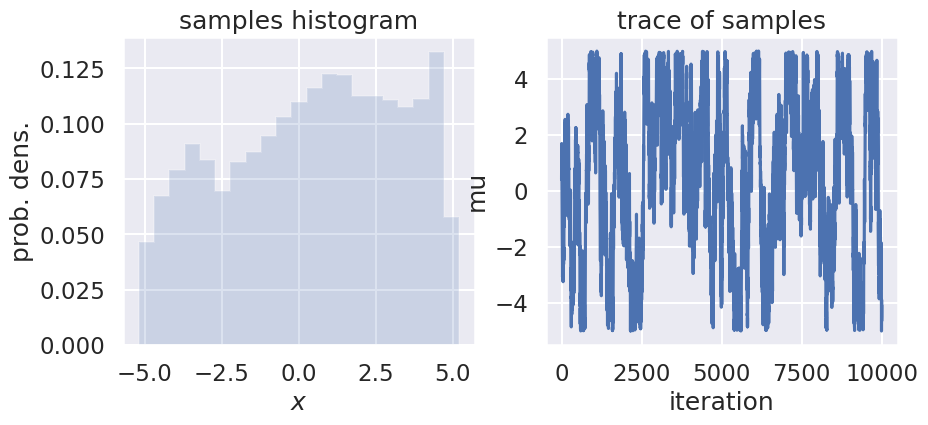 samples histogram
prob. dens.
0.125
0.100
0.075
0.050
0.025
0.000
−5.0 −2.5 0.0 2.5 5.0
x
trace of samples
mu
4
2
0
−2
−4
0 2500 5000 7500 10000
iteration